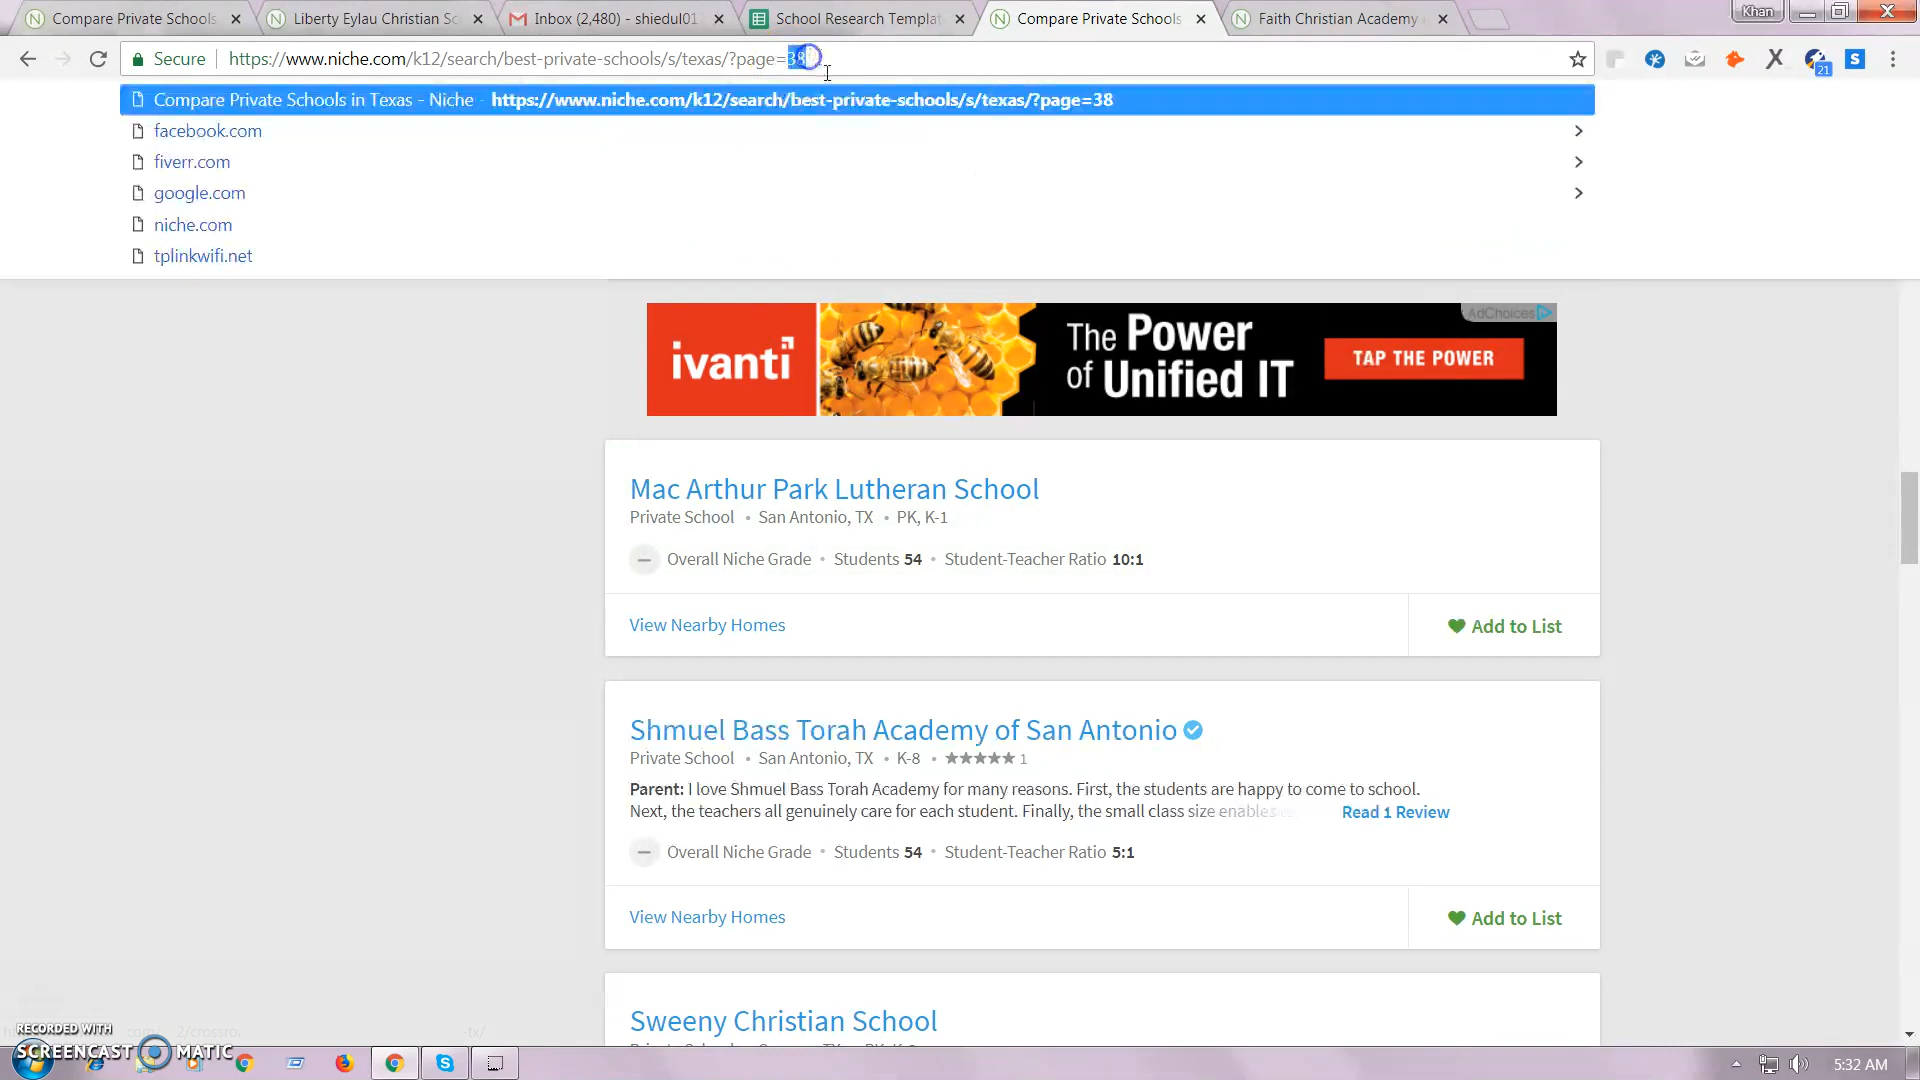 Compare Private Schools
Liberty Eylau Christian Sc
Inbox (2,480) - shiedul01
School Research Templat
Compare Private Schools
Faith Christian Academy
Khan
Secure
https://www.niche.com/k12/search/best-private-schools/s/texas/?page=38
21
Compare Private Schools in Texas - Niche - https://www.niche.com/k12/search/best-private-schools/s/texas/?page=38
facebook.com
fiverr.com
google.com
niche.com
tplinkwifi.net
ivanti
The Power
of Unified IT
TAP THE POWER
AdChoices
Mac Arthur Park Lutheran School
Private School • San Antonio, TX • PK, K-1
Overall Niche Grade • Students 54 • Student-Teacher Ratio 10:1
View Nearby Homes
Add to List
Shmuel Bass Torah Academy of San Antonio
Private School • San Antonio, TX • K-8 • ★★★★★ 1
Parent: I love Shmuel Bass Torah Academy for many reasons. First, the students are happy to come to school.
Next, the teachers all genuinely care for each student. Finally, the small class size enables
Read 1 Review
Overall Niche Grade • Students 54 • Student-Teacher Ratio 5:1
View Nearby Homes
Add to List
Sweeny Christian School
RECORDED WITH
SCREENCAST MATIC
5:32 AM